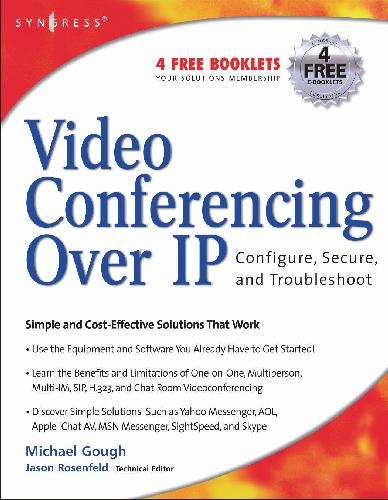 SYNGRESS®
4 FREE BOOKLETS
YOUR SOLUTIONS MEMBERSHIP
4
FREE
E-BOOKLETS
Video
Conferencing
Over IP
Configure, Secure,
and Troubleshoot
Simple and Cost-Effective Solutions That Work
• Use the Equipment and Software You Already Have to Get Started!
• Learn the Benefits and Limitations of One-on-One, Multiperson,
Multi-IM, SIP, H.323, and Chat Room Videoconferencing
• Discover Simple Solutions Such as Yahoo Messenger, AOL,
Apple iChat AV, MSN Messenger, SightSpeed, and Skype
Michael Gough
Jason Rosenfeld Technical Editor